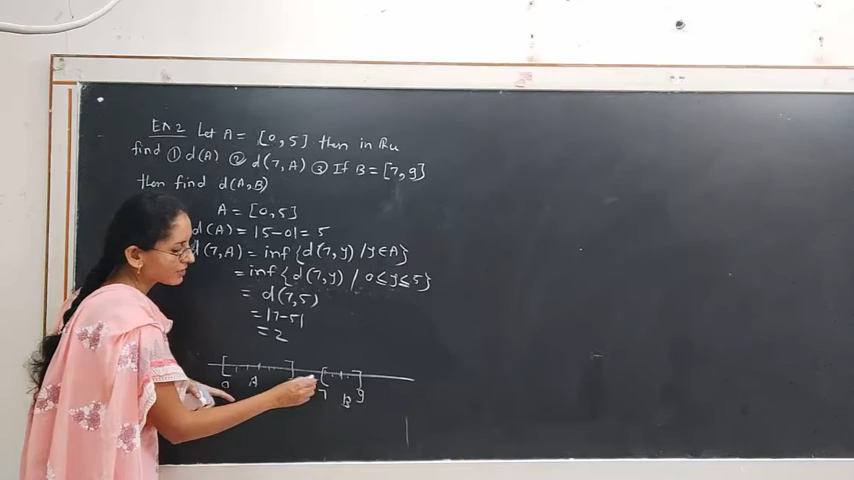 Ex 2 Let A = [0, 5] then in Ru
find ① d(A) ② d(7, A) ③ If B = [7, 9]
then find d(A, B)
A = [0, 5]
d(A) = |5-0| = 5
d(7, A) = inf {d(7, y) / y ∈ A}
= inf {d(7, y) / 0 ≤ y ≤ 5}
= d(7, 5)
= |7-5|
= 2
[ ] [ ]
0 A 7 B 9